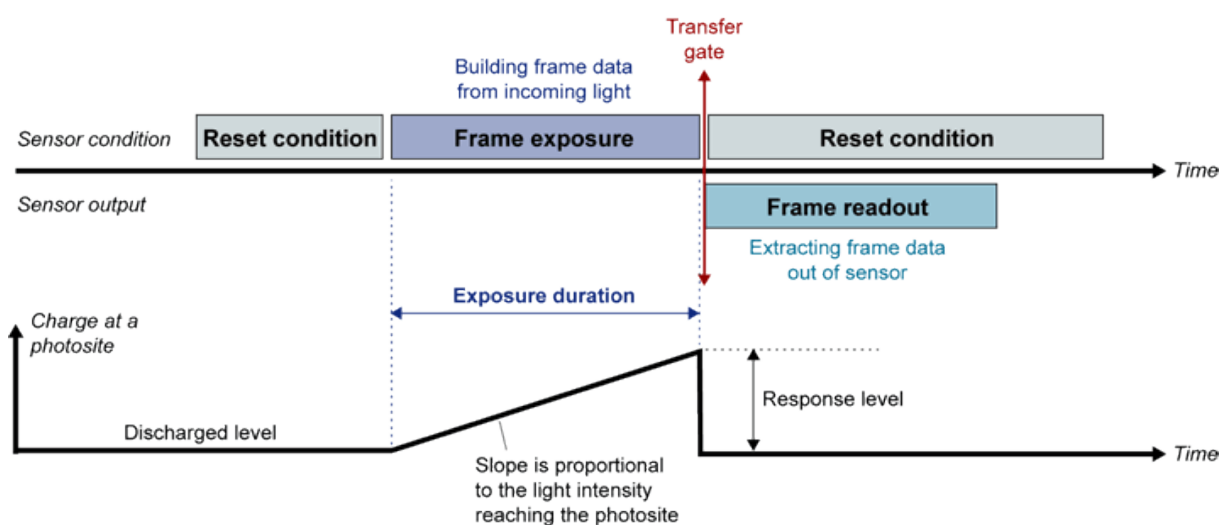 Transfer
gate
Building frame data
from incoming light
Sensor condition
Reset condition
Frame exposure
Reset condition
Time
Sensor output
Frame readout
Extracting frame data
out of sensor
Exposure duration
Charge at a
photosite
Response level
Discharged level
Time
Slope is proportional
to the light intensity
reaching the photosite